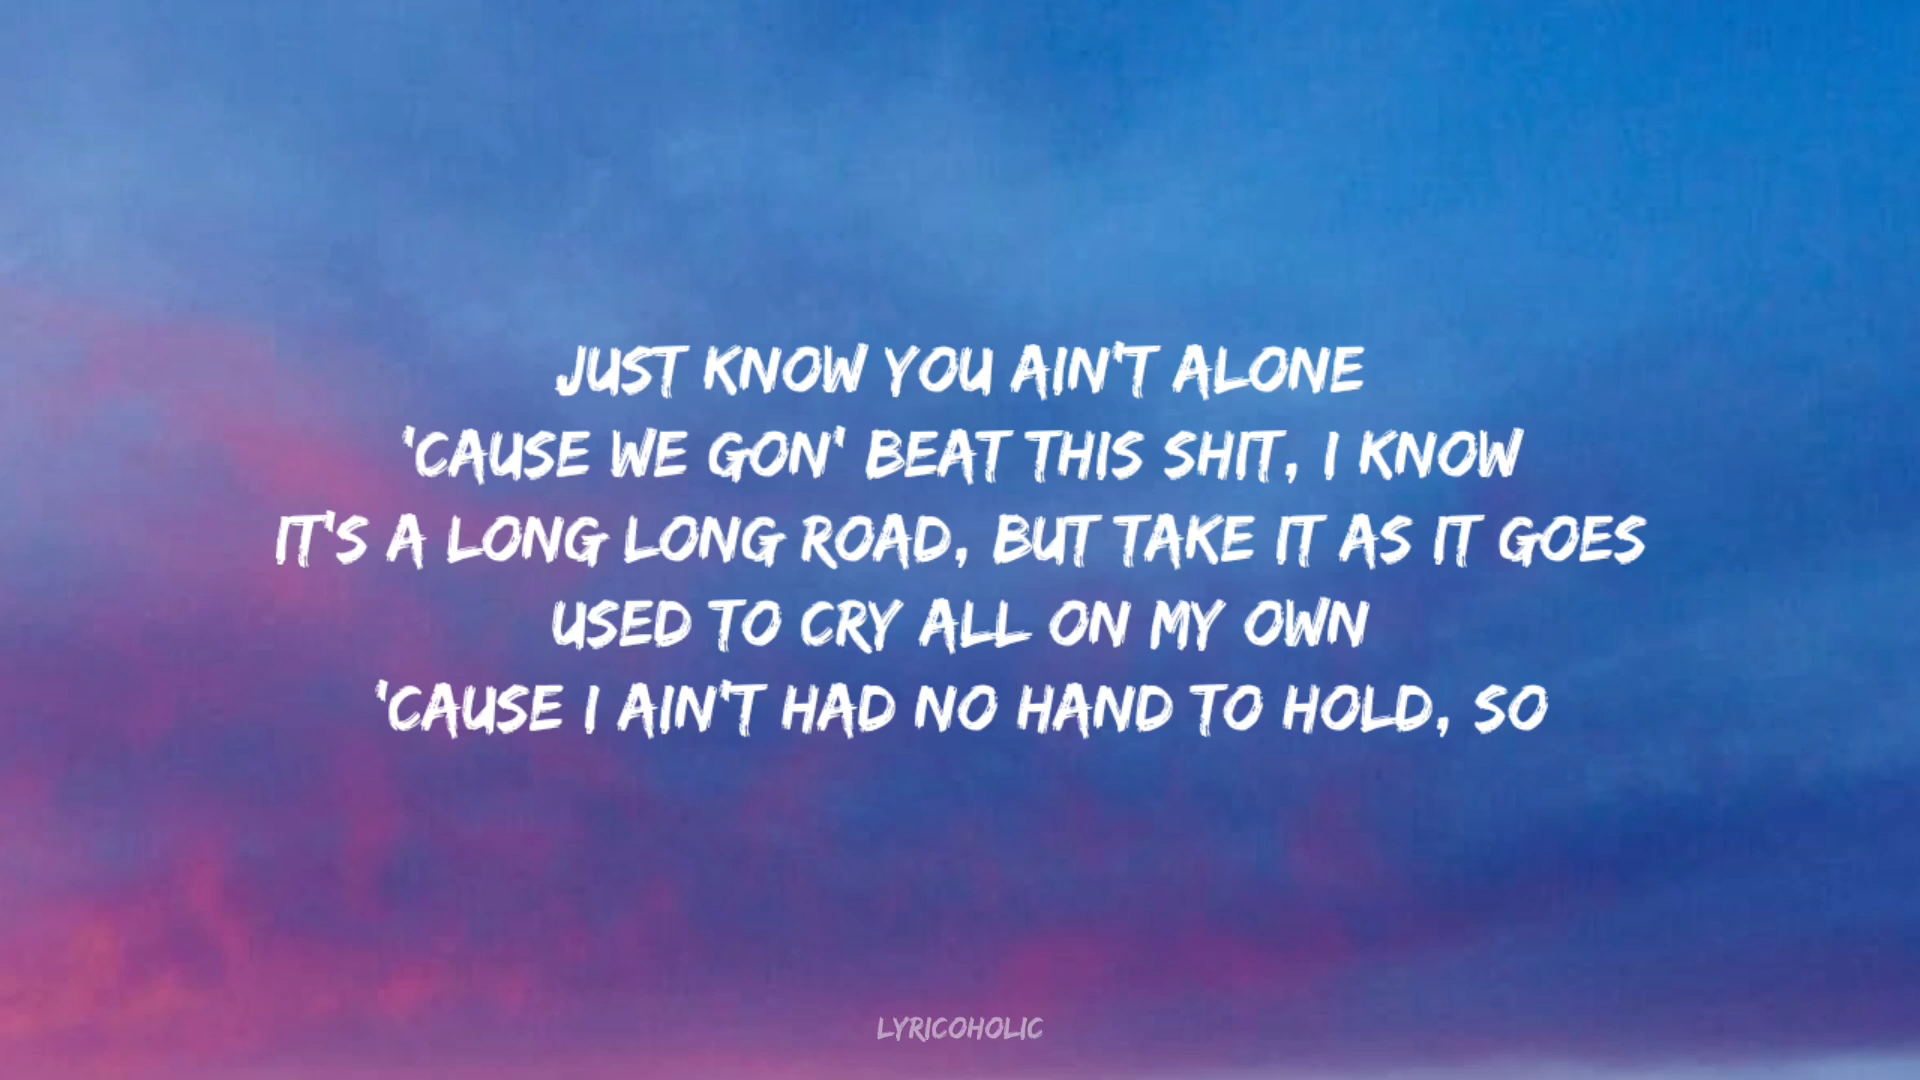 JUST KNOW YOU AIN'T ALONE
'CAUSE WE GON' BEAT THIS SHIT, I KNOW
IT'S A LONG LONG ROAD, BUT TAKE IT AS IT GOES
USED TO CRY ALL ON MY OWN
'CAUSE I AIN'T HAD NO HAND TO HOLD, SO
LYRICOHOLIC